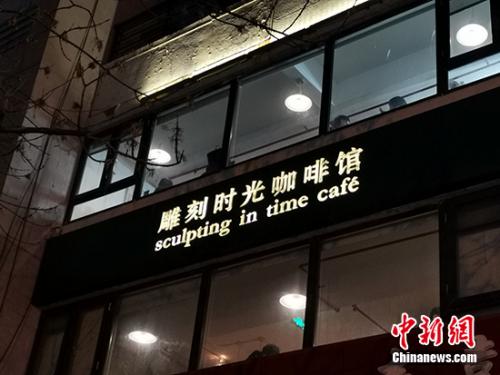 雕刻时光咖啡馆
sculpting in time café
中新网
Chinanews.com